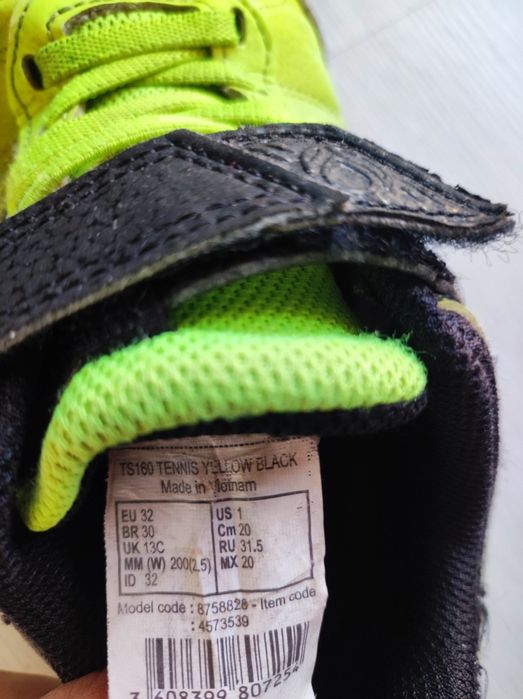 TS160 TENNIS YELLOW BLACK
Made in Vietnam
EU 32
BR 30
UK 13C
MM (W) 200(2,5)
ID 32
US 1
Cm 20
RU 31.5
MX 20
Model code : 8758828 - Item code
: 4573539
3 608399 807254